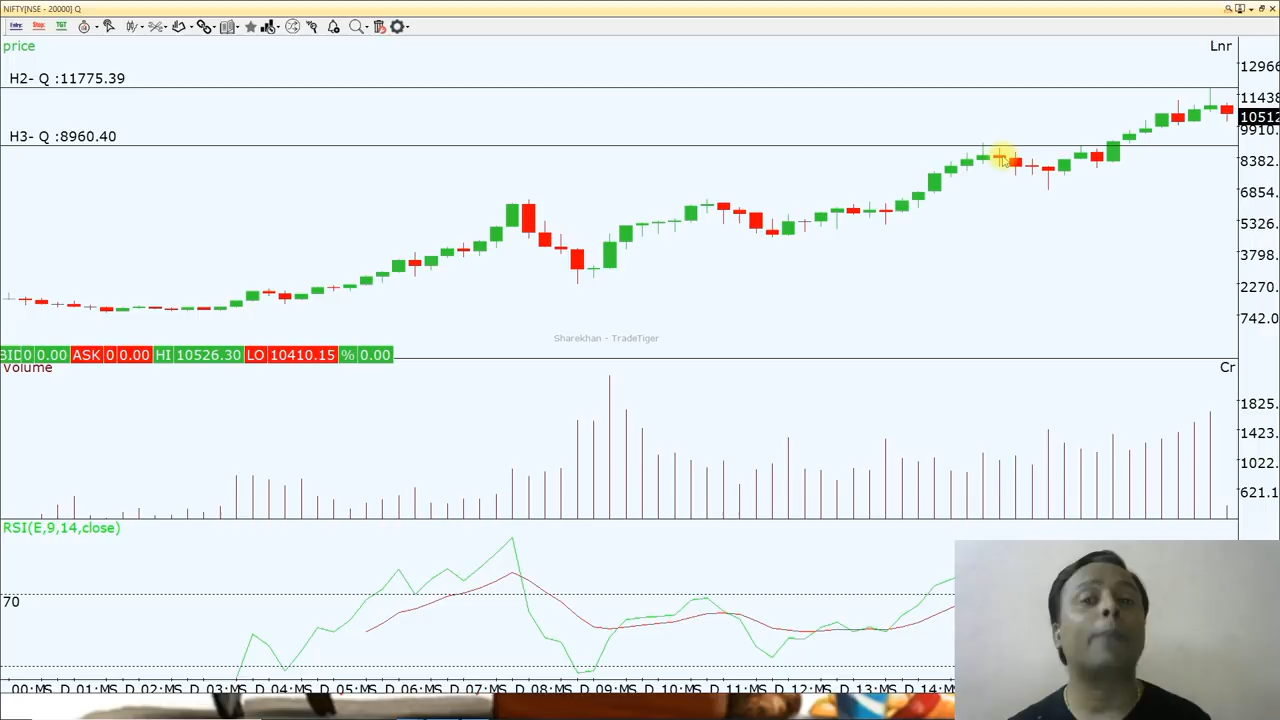 NIFTY[NSE - 20000] Q
Entry: Stop: TGT
price
Lnr
H2- Q :11775.39
H3- Q :8960.40
12966
11438
10512
9910.
8382.
6854.
5326.
3798.
2270.
742.0
Sharekhan - TradeTiger
BID 0 0.00 ASK 0 0.00 HI 10526.30 LO 10410.15 % 0.00
Volume
Cr
1825.
1423.
1022.
621.1
RSI(E,9,14,close)
70
00:MS D 01:MS D 02:MS D 03:MS D 04:MS D 05:MS D 06:MS D 07:MS D 08:MS D 09:MS D 10:MS D 11:MS D 12:MS D 13:MS D 14:M